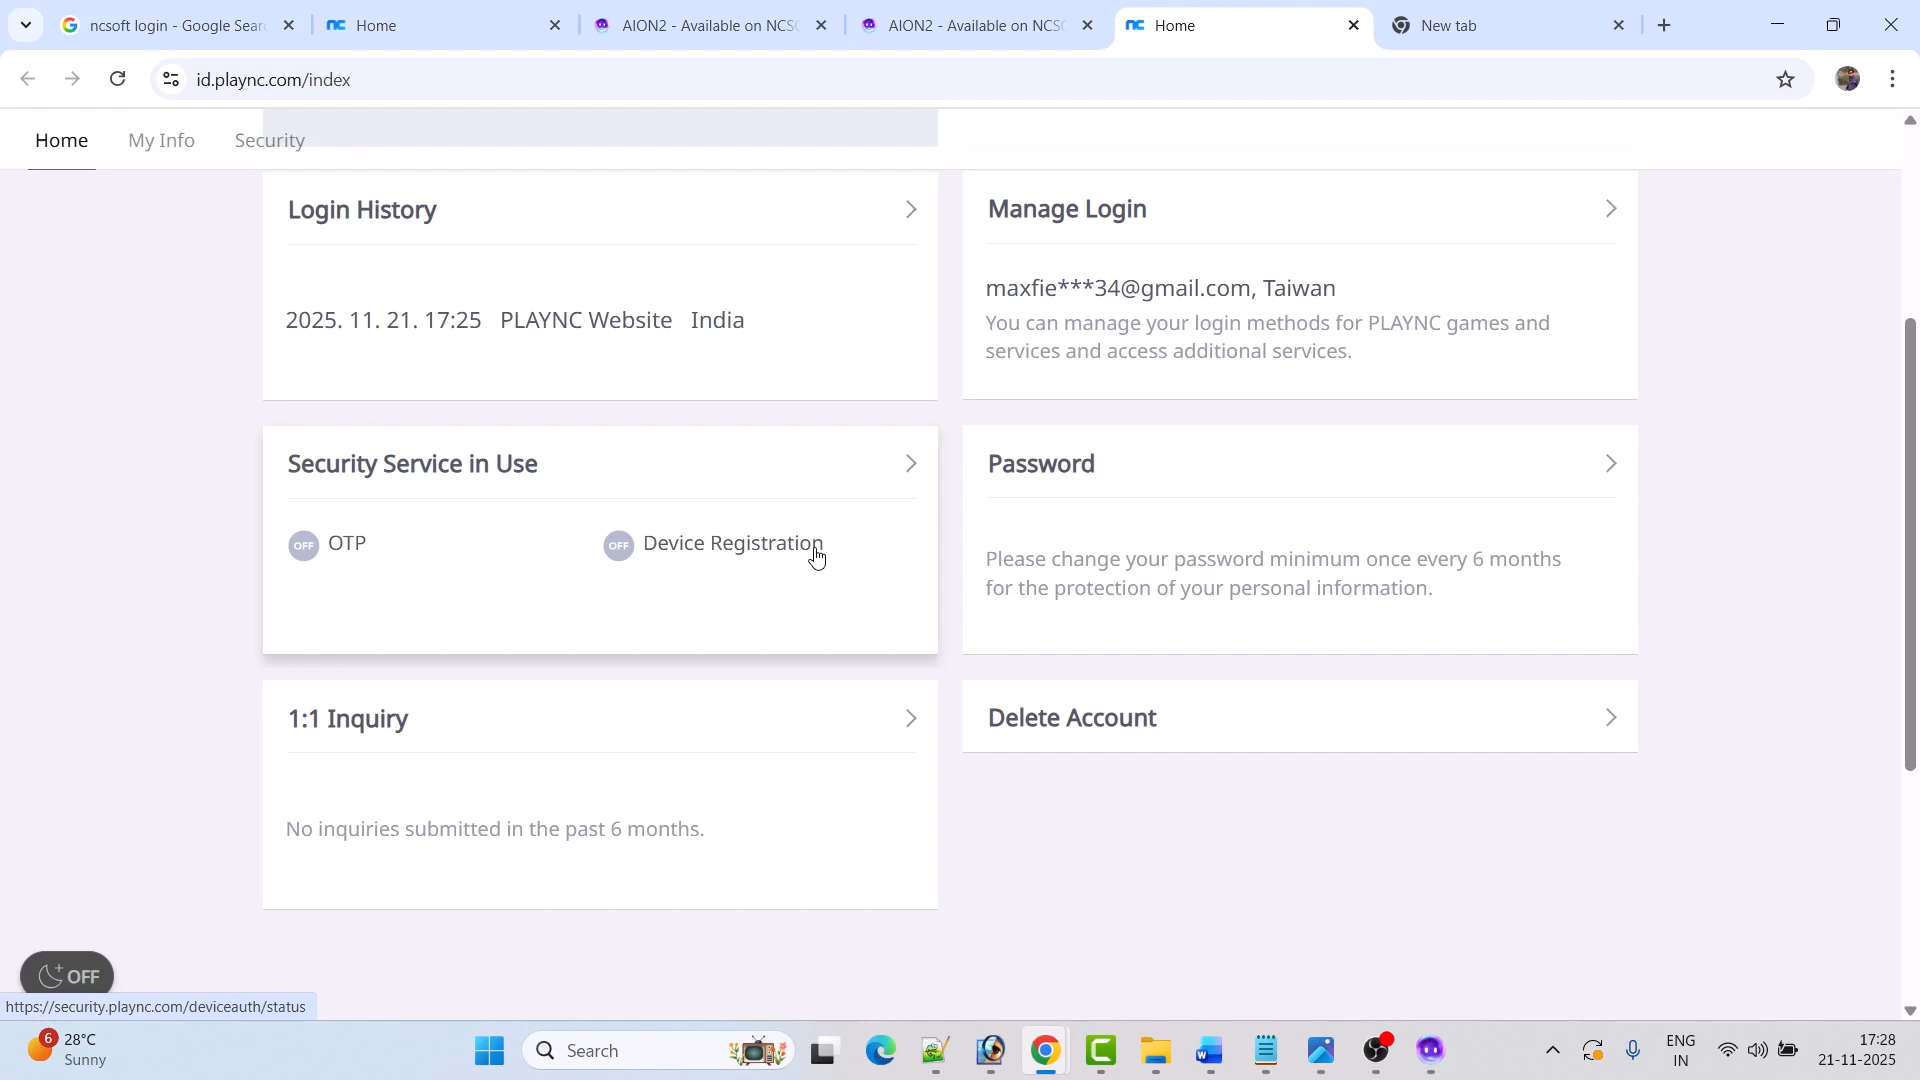 ncsoft login - Google Sear
Home
AION2 - Available on NCSO
AION2 - Available on NCSO
Home
New tab
id.plaync.com/index
Home
My Info
Security
Login History
2025. 11. 21. 17:25 PLAYNC Website India
Manage Login
maxfie***34@gmail.com, Taiwan
You can manage your login methods for PLAYNC games and
services and access additional services.
Security Service in Use
OFF OTP
OFF Device Registration
Password
Please change your password minimum once every 6 months
for the protection of your personal information.
1:1 Inquiry
No inquiries submitted in the past 6 months.
Delete Account
OFF
https://security.plaync.com/deviceauth/status
6
28°C
Sunny
Search
ENG
IN
17:28
21-11-2025